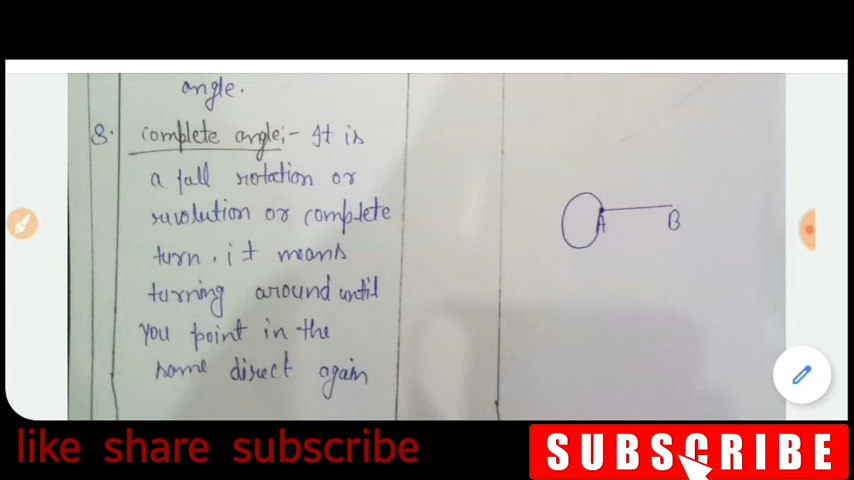 angle.
8. complete angle:- It is
a full rotation or
revolution or complete
turn. it means
turning around until
you point in the
some direct again
A
B
like share subscribe
SUBSCRIBE